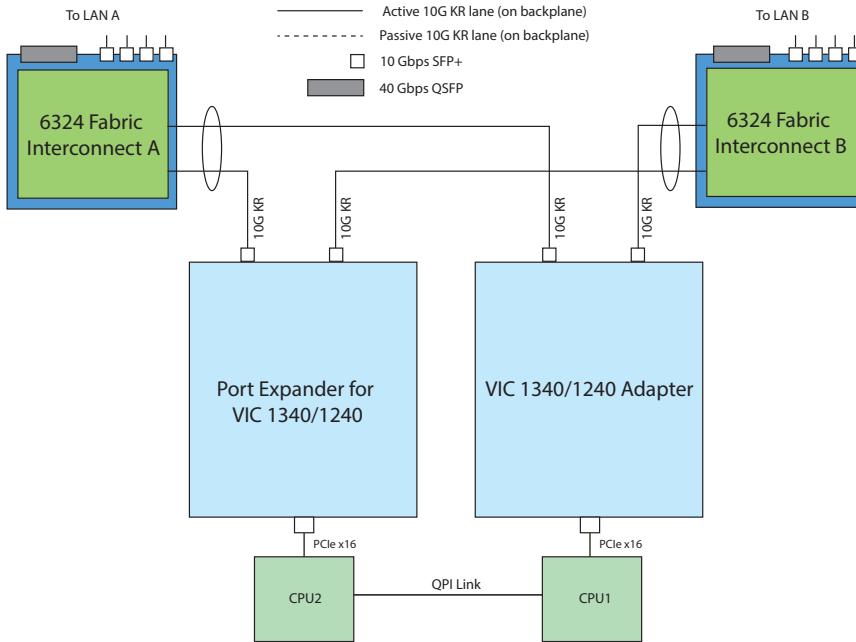 To LAN A
Active 10G KR lane (on backplane)
To LAN B
Passive 10G KR lane (on backplane)
10 Gbps SFP+
40 Gbps QSFP
6324 Fabric
Interconnect A
6324 Fabric
Interconnect B
10G KR
10G KR
10G KR
10G KR
Port Expander for
VIC 1340/1240
VIC 1340/1240 Adapter
PCIe x16
PCIe x16
CPU2
QPI Link
CPU1